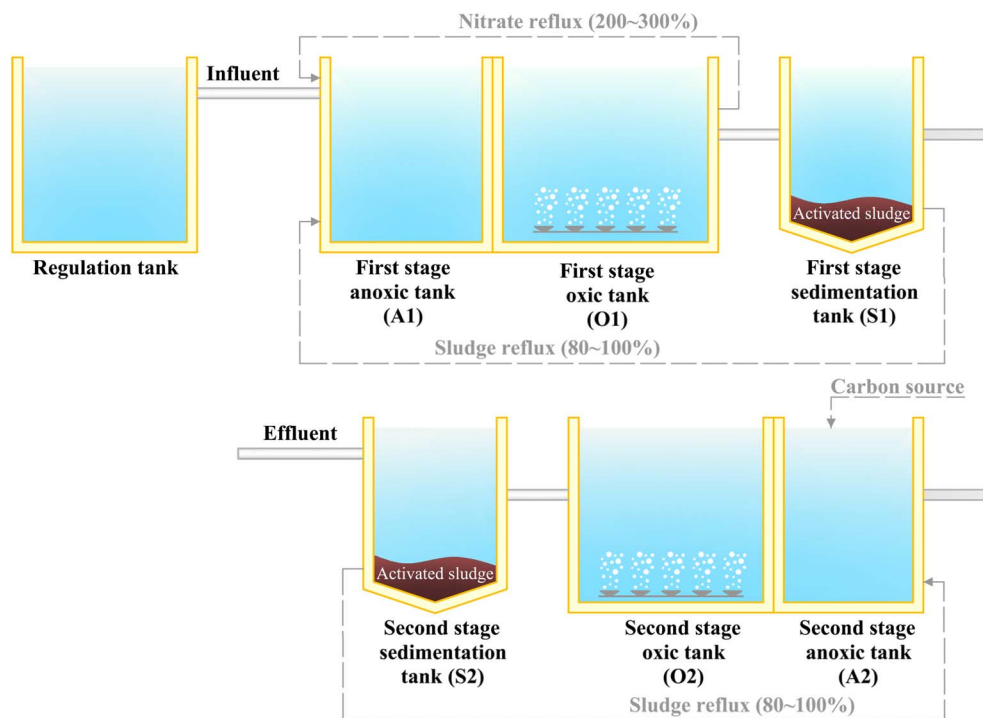 Nitrate reflux (200~300%)
Influent
Activated sludge
Regulation tank
First stage
anoxic tank
(A1)
First stage
oxic tank
(O1)
First stage
sedimentation
tank (S1)
Sludge reflux (80~100%)
Carbon source
Effluent
Activated sludge
Second stage
sedimentation
tank (S2)
Second stage
oxic tank
(O2)
Second stage
anoxic tank
(A2)
Sludge reflux (80~100%)